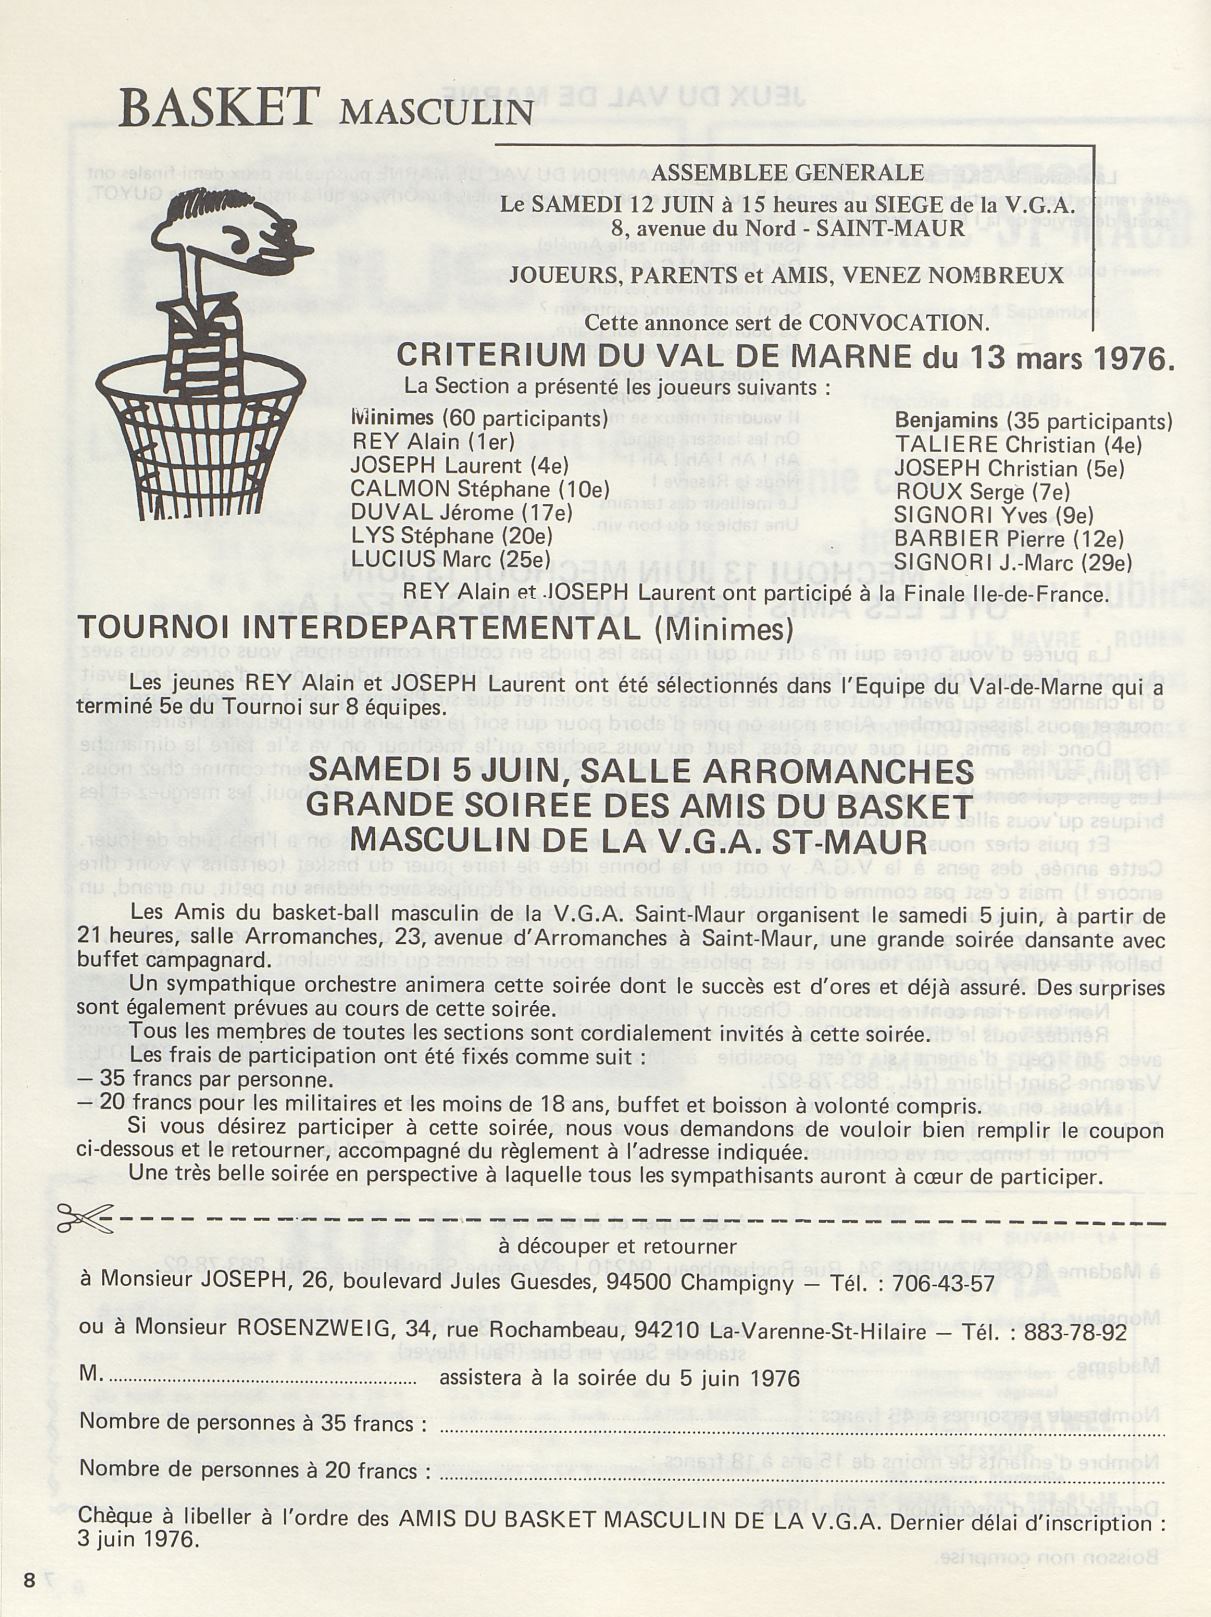 BASKET MASCULIN
ASSEMBLEE GENERALE
Le SAMEDI 12 JUIN à 15 heures au SIEGE de la V.G.A.
8, avenue du Nord - SAINT-MAUR
JOUEURS, PARENTS et AMIS, VENEZ NOMBREUX
Cette annonce sert de CONVOCATION.
CRITERIUM DU VAL DE MARNE du 13 mars 1976.
La Section a présenté les joueurs suivants :
Minimes (60 participants)
REY Alain (1er)
JOSEPH Laurent (4e)
CALMON Stéphane (10e)
DUVAL Jérome (17e)
LYS Stéphane (20e)
LUCIUS Marc (25e)
Benjamins (35 participants)
TALIERE Christian (4e)
JOSEPH Christian (5e)
ROUX Serge (7e)
SIGNORI Yves (9e)
BARBIER Pierre (12e)
SIGNORI J.-Marc (29e)
REY Alain et JOSEPH Laurent ont participé à la Finale Ile-de-France.
TOURNOI INTERDEPARTEMENTAL (Minimes)
Les jeunes REY Alain et JOSEPH Laurent ont été sélectionnés dans l'Equipe du Val-de-Marne qui a
terminé 5e du Tournoi sur 8 équipes.
SAMEDI 5 JUIN, SALLE ARROMANCHES
GRANDE SOIRÉE DES AMIS DU BASKET
MASCULIN DE LA V.G.A. ST-MAUR
Les Amis du basket-ball masculin de la V.G.A. Saint-Maur organisent le samedi 5 juin, à partir de
21 heures, salle Arromanches, 23, avenue d'Arromanches à Saint-Maur, une grande soirée dansante avec
buffet campagnard.
Un sympathique orchestre animera cette soirée dont le succès est d'ores et déjà assuré. Des surprises
sont également prévues au cours de cette soirée.
Tous les membres de toutes les sections sont cordialement invités à cette soirée.
Les frais de participation ont été fixés comme suit :
— 35 francs par personne.
— 20 francs pour les militaires et les moins de 18 ans, buffet et boisson à volonté compris.
Si vous désirez participer à cette soirée, nous vous demandons de vouloir bien remplir le coupon
ci-dessous et le retourner, accompagné du règlement à l'adresse indiquée.
Une très belle soirée en perspective à laquelle tous les sympathisants auront à cœur de participer.
à découper et retourner
à Monsieur JOSEPH, 26, boulevard Jules Guesdes, 94500 Champigny — Tél. : 706-43-57
ou à Monsieur ROSENZWEIG, 34, rue Rochambeau, 94210 La-Varenne-St-Hilaire — Tél. : 883-78-92
M. .................................................... assistera à la soirée du 5 juin 1976
Nombre de personnes à 35 francs : ....................................................
Nombre de personnes à 20 francs : ....................................................
Chèque à libeller à l'ordre des AMIS DU BASKET MASCULIN DE LA V.G.A. Dernier délai d'inscription :
3 juin 1976.
8